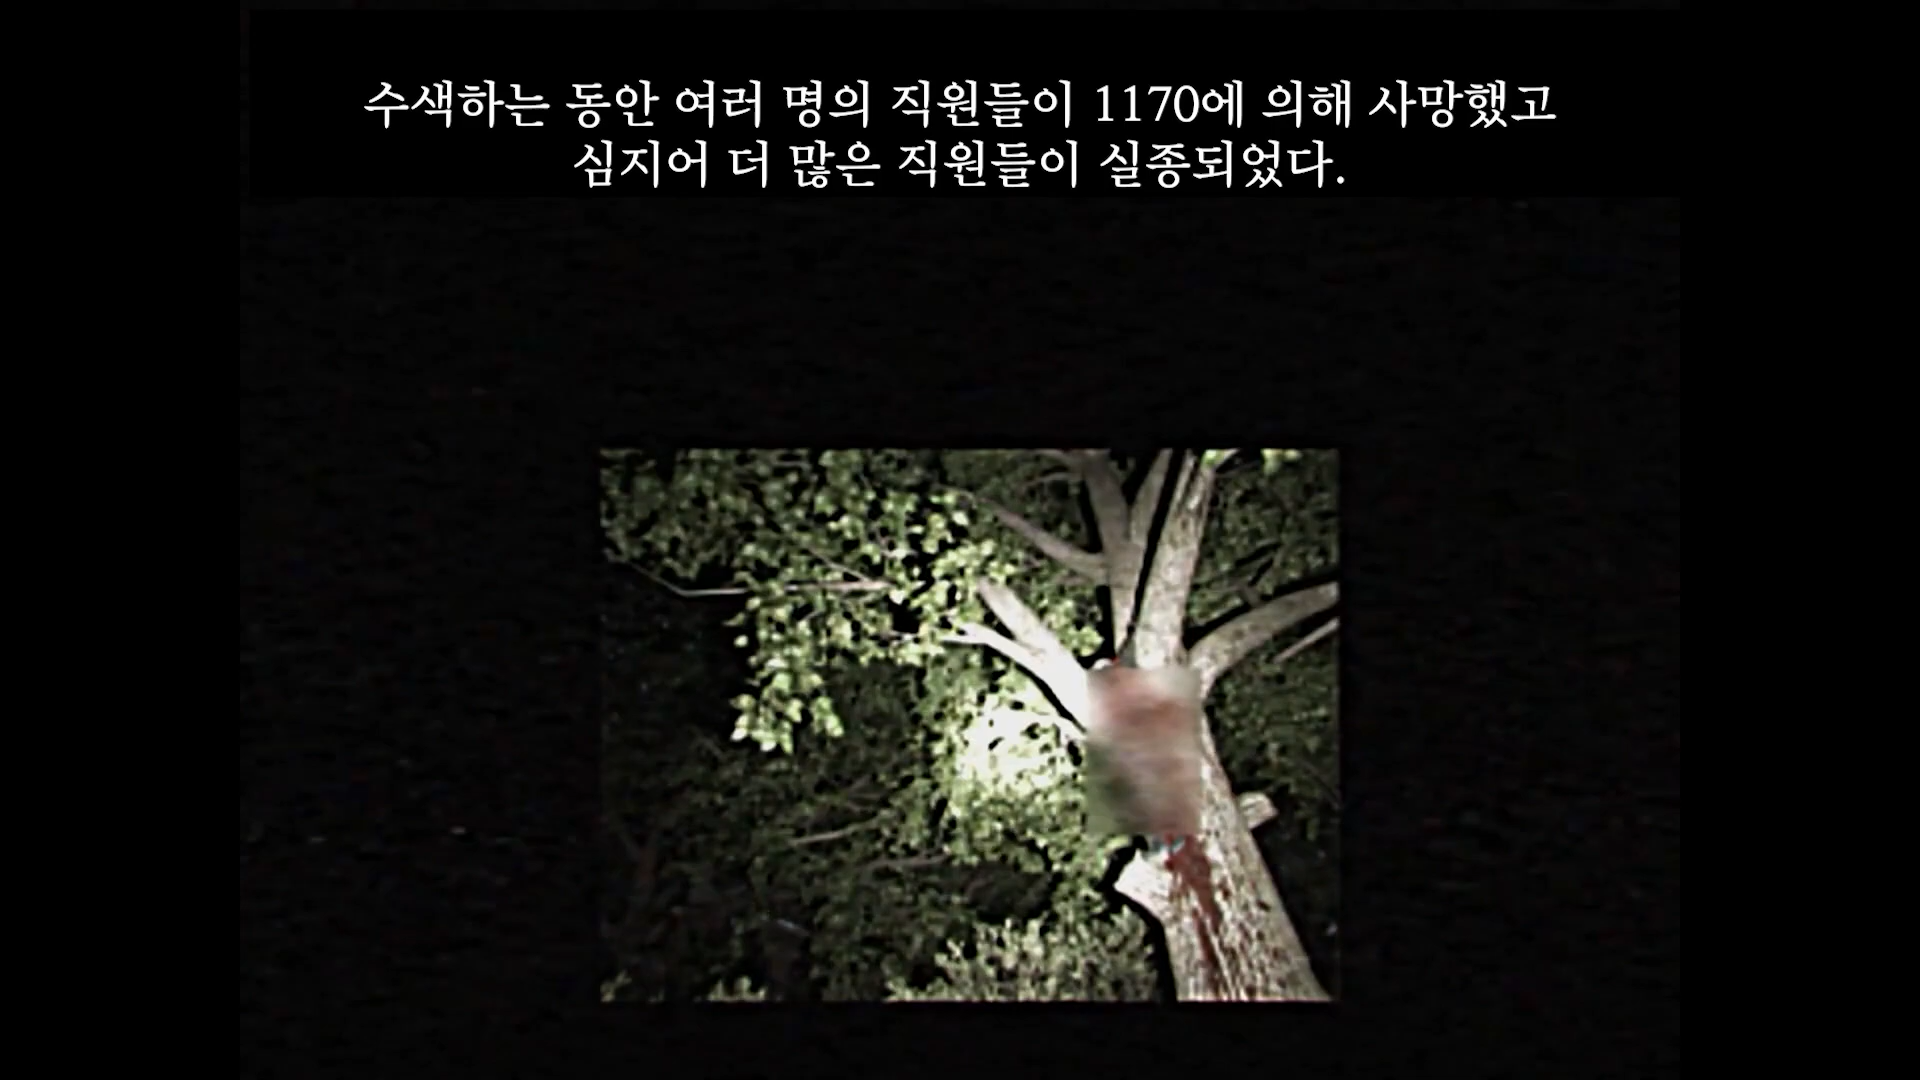 수색하는 동안 여러 명의 직원들이 1170에 의해 사망했고
심지어 더 많은 직원들이 실종되었다.